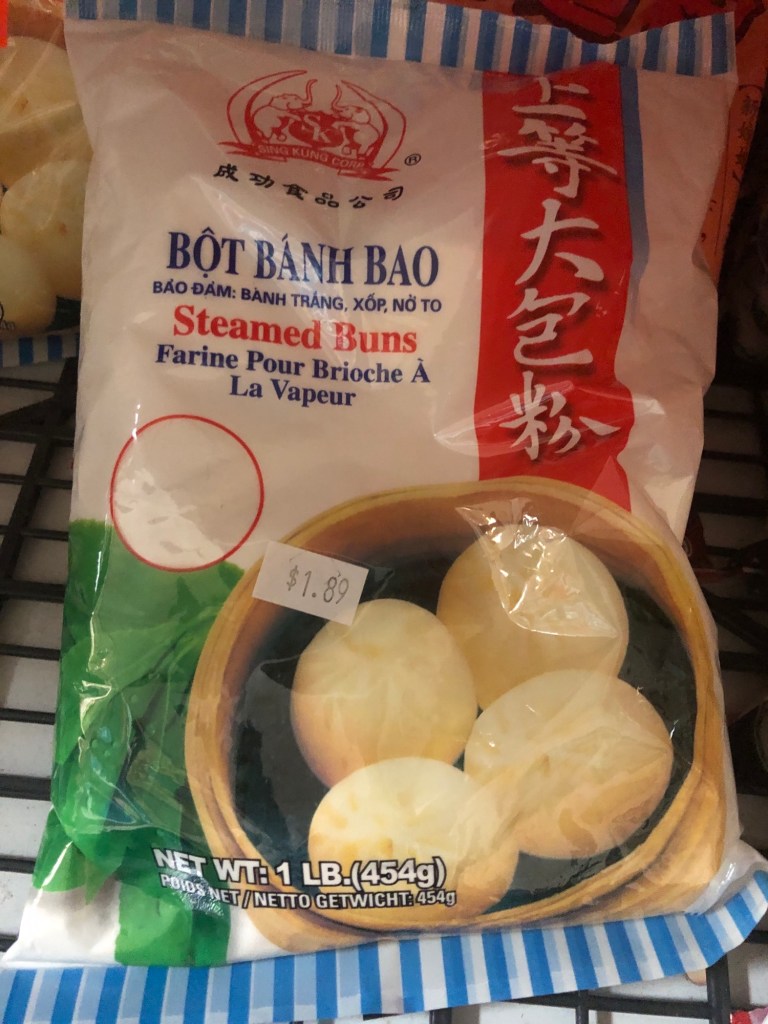 SK
SING KUNG CORP
®
成功食品公司
上等大包粉
BỘT BÁNH BAO
BẢO ĐẢM: BÁNH TRẮNG, XỐP, NỞ TO
Steamed Buns
Farine Pour Brioche À
La Vapeur
$1.89
NET WT: 1 LB.(454g)
POIDS NET / NETTO GETWICHT: 454g